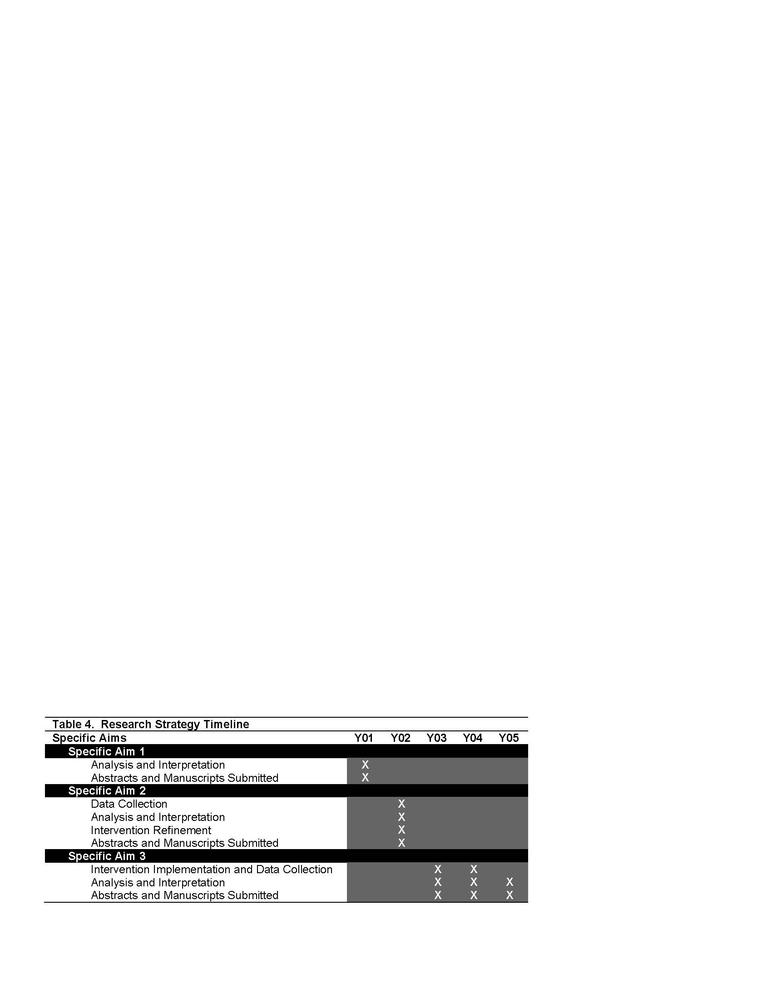 Table 4.  Research Strategy Timeline
Specific Aims Y01 Y02 Y03 Y04 Y05
Specific Aim 1
Analysis and Interpretation X
Abstracts and Manuscripts Submitted X
Specific Aim 2
Data Collection X
Analysis and Interpretation X
Intervention Refinement X
Abstracts and Manuscripts Submitted X
Specific Aim 3
Intervention Implementation and Data Collection X X
Analysis and Interpretation X X X
Abstracts and Manuscripts Submitted X X X